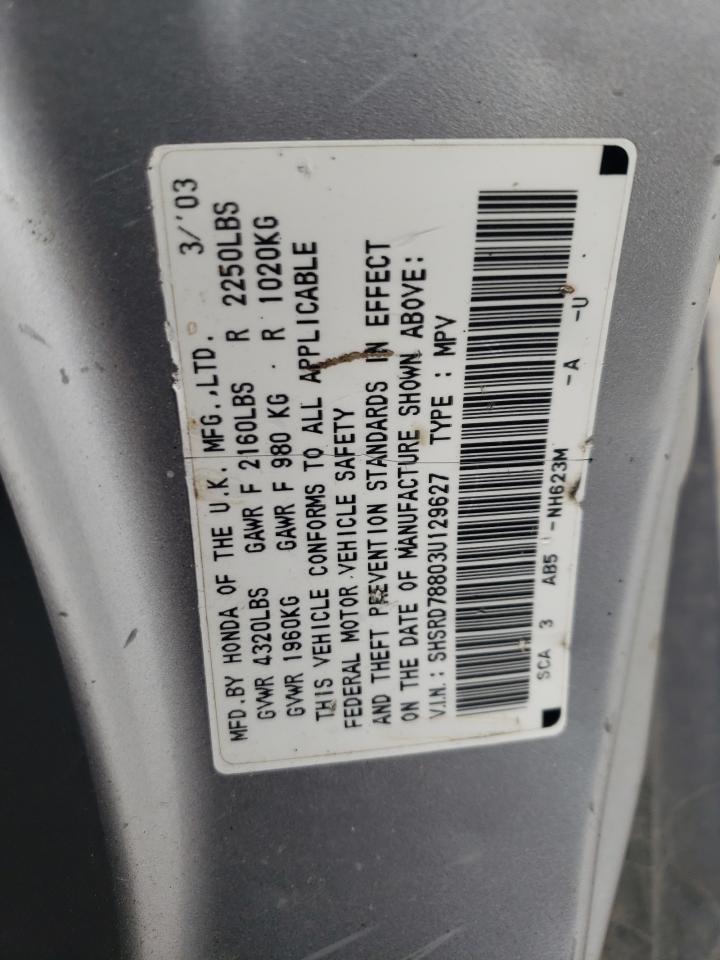 MFD.BY HONDA OF THE U.K. MFG.,LTD. 3/'03
GVWR 4320LBS GAWR F 2160LBS R 2250LBS
GVWR 1960KG GAWR F 980 KG R 1020KG
THIS VEHICLE CONFORMS TO ALL APPLICABLE
FEDERAL MOTOR VEHICLE SAFETY
AND THEFT PREVENTION STANDARDS IN EFFECT
ON THE DATE OF MANUFACTURE SHOWN ABOVE:
V.I.N.: SHSRD78803U129627 TYPE : MPV
SCA 3 AB5 -NH623M -A -U